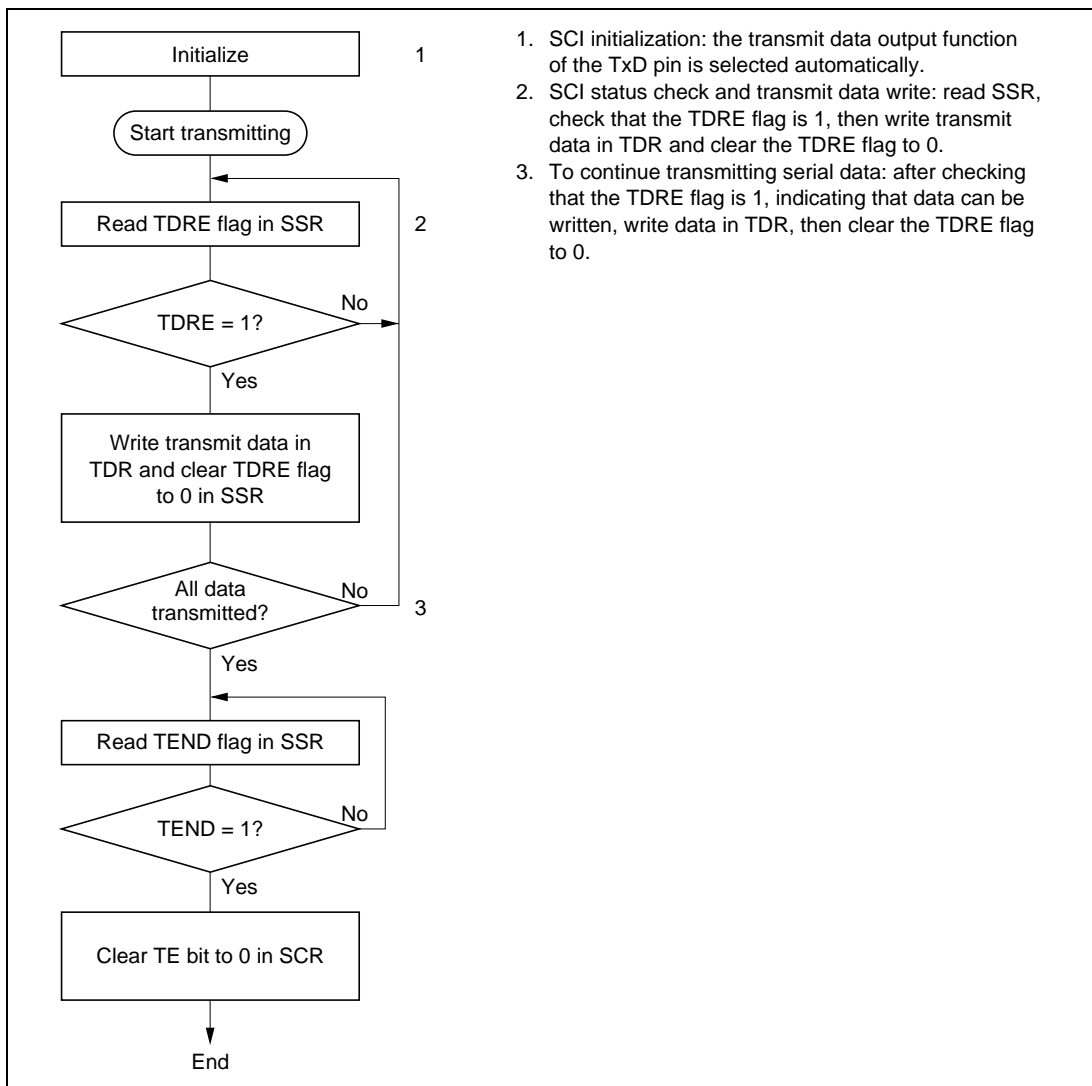 Initialize
1
Start transmitting
Read TDRE flag in SSR
2
TDRE = 1?
No
Yes
Write transmit data in
TDR and clear TDRE flag
to 0 in SSR
All data
transmitted?
No
3
Yes
Read TEND flag in SSR
TEND = 1?
No
Yes
Clear TE bit to 0 in SCR
End
1. SCI initialization: the transmit data output function
of the TxD pin is selected automatically.
2. SCI status check and transmit data write: read SSR,
check that the TDRE flag is 1, then write transmit
data in TDR and clear the TDRE flag to 0.
3. To continue transmitting serial data: after checking
that the TDRE flag is 1, indicating that data can be
written, write data in TDR, then clear the TDRE flag
to 0.